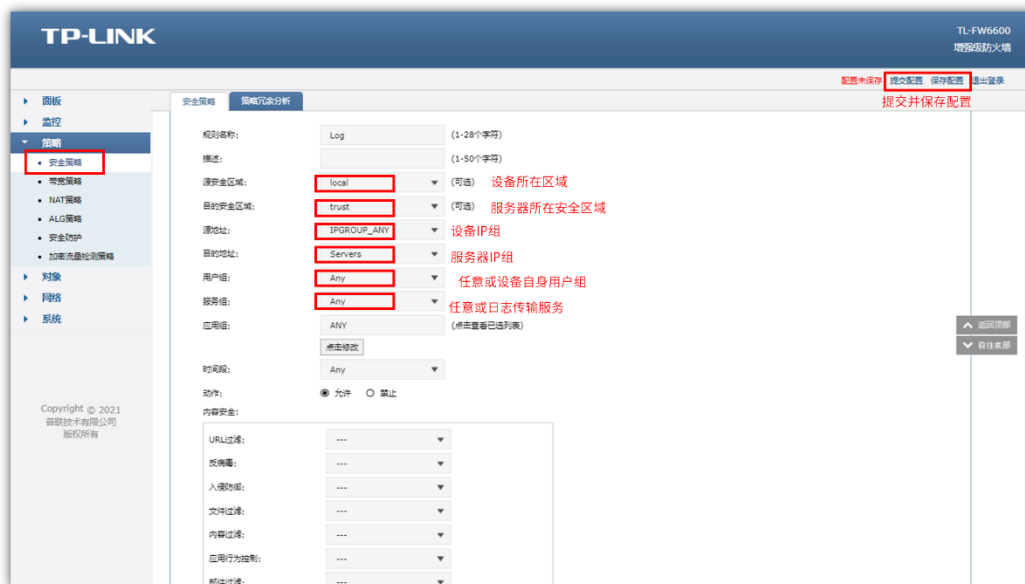 TP-LINK
TL-FW6600
增强级防火墙
配置未保存 提交配置 保存配置 退出登录
提交并保存配置
面板
监控
策略
安全策略
带宽策略
NAT策略
ALG策略
安全防护
加密流量检测策略
对象
网络
系统
Copyright © 2021
普联技术有限公司
版权所有
安全策略 策略冗余分析
规则名称: Log (1-28个字符)
描述: (1-50个字符)
源安全区域: local (可选) 设备所在区域
目的安全区域: trust (可选) 服务器所在安全区域
源地址: IPGROUP_ANY 设备IP组
目的地址: Servers 服务器IP组
用户组: Any 任意或设备自身用户组
服务组: Any 任意或日志传输服务
应用组: ANY (点击查看已选列表)
点击修改
时间段: Any
动作: 允许 禁止
内容安全:
URL过滤: ---
反病毒: ---
入侵防御: ---
文件过滤: ---
内容过滤: ---
应用行为控制: ---
邮件过滤: ---
返回顶部
前往底部